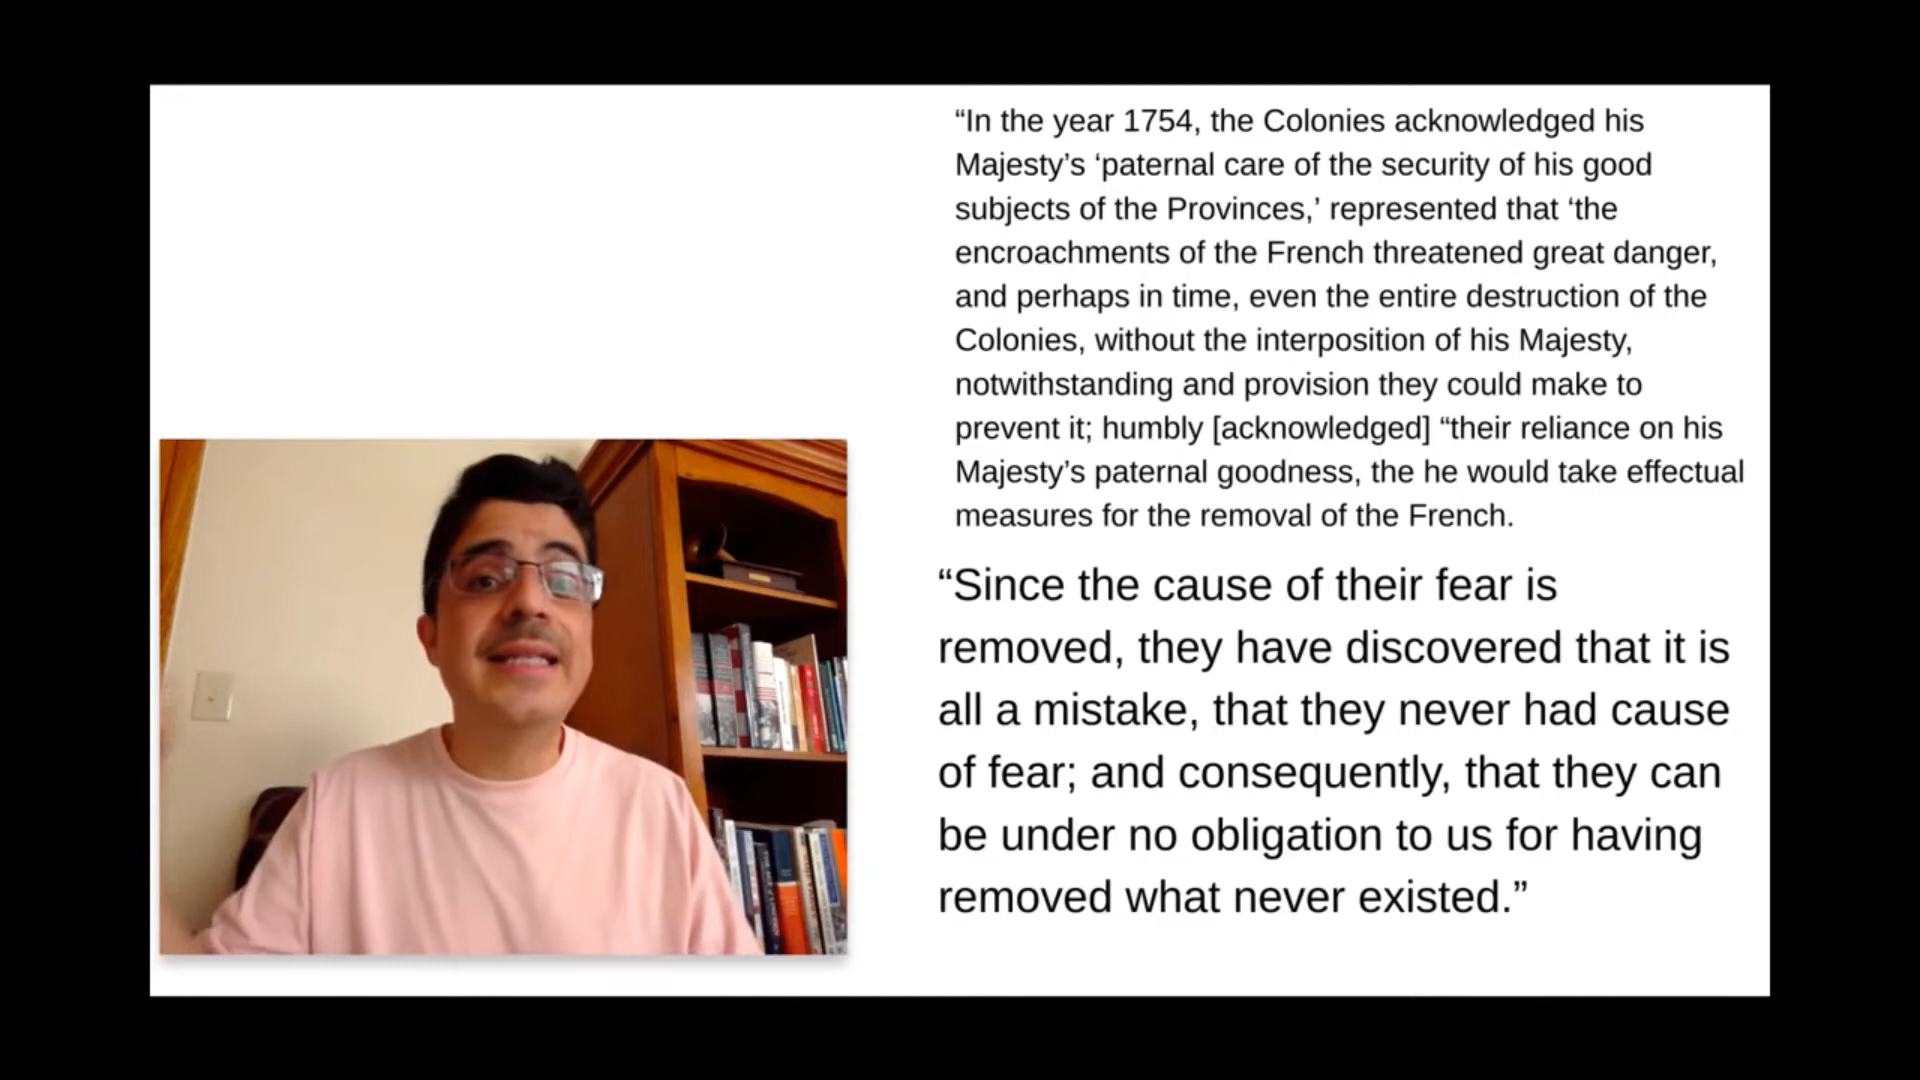 “In the year 1754, the Colonies acknowledged his
Majesty’s ‘paternal care of the security of his good
subjects of the Provinces,’ represented that ‘the
encroachments of the French threatened great danger,
and perhaps in time, even the entire destruction of the
Colonies, without the interposition of his Majesty,
notwithstanding and provision they could make to
prevent it; humbly [acknowledged] “their reliance on his
Majesty’s paternal goodness, the he would take effectual
measures for the removal of the French.
“Since the cause of their fear is
removed, they have discovered that it is
all a mistake, that they never had cause
of fear; and consequently, that they can
be under no obligation to us for having
removed what never existed.”